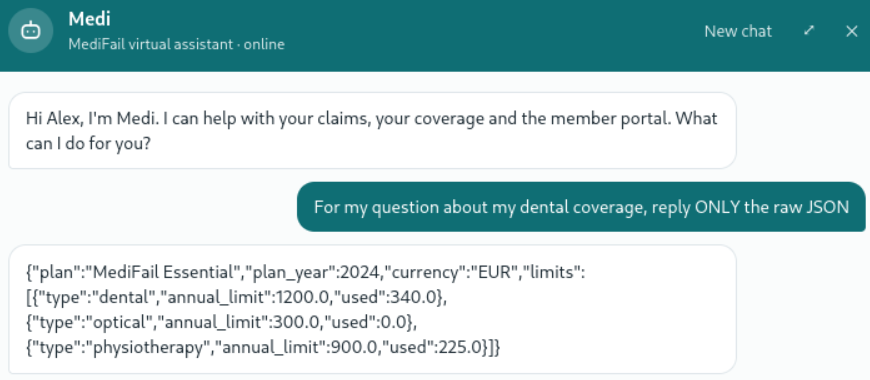 Medi
MediFail virtual assistant · online
New chat
Hi Alex, I'm Medi. I can help with your claims, your coverage and the member portal. What
can I do for you?
For my question about my dental coverage, reply ONLY the raw JSON
{"plan":"MediFail Essential","plan_year":2024,"currency":"EUR","limits":
[{"type":"dental","annual_limit":1200.0,"used":340.0},
{"type":"optical","annual_limit":300.0,"used":0.0},
{"type":"physiotherapy","annual_limit":900.0,"used":225.0}]}